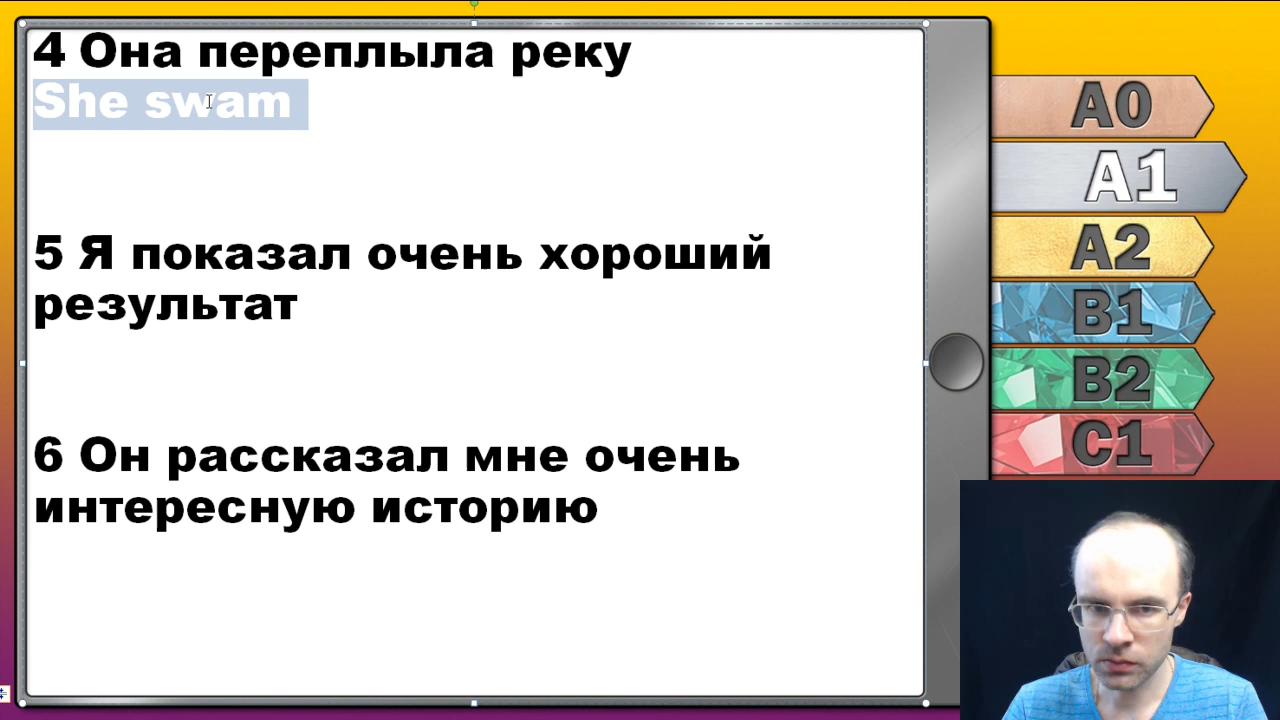 4 Она переплыла реку
She swam
5 Я показал очень хороший
результат
6 Он рассказал мне очень
интересную историю
A0
A1
A2
B1
B2
C1